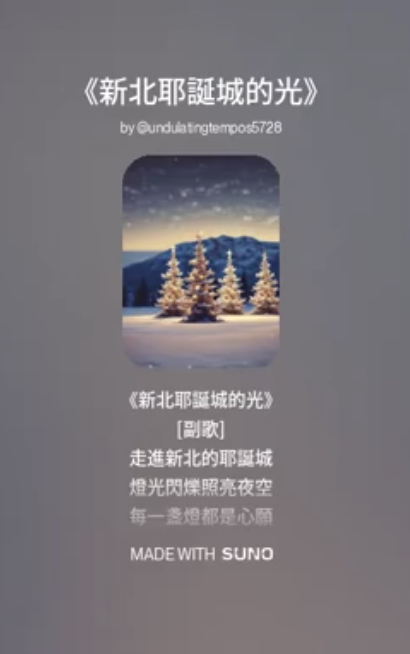 《新北耶誕城的光》
by @undulatingtempos5728
《新北耶誕城的光》
[副歌]
走進新北的耶誕城
燈光閃爍照亮夜空
每一盞燈都是心願
MADE WITH SUNO